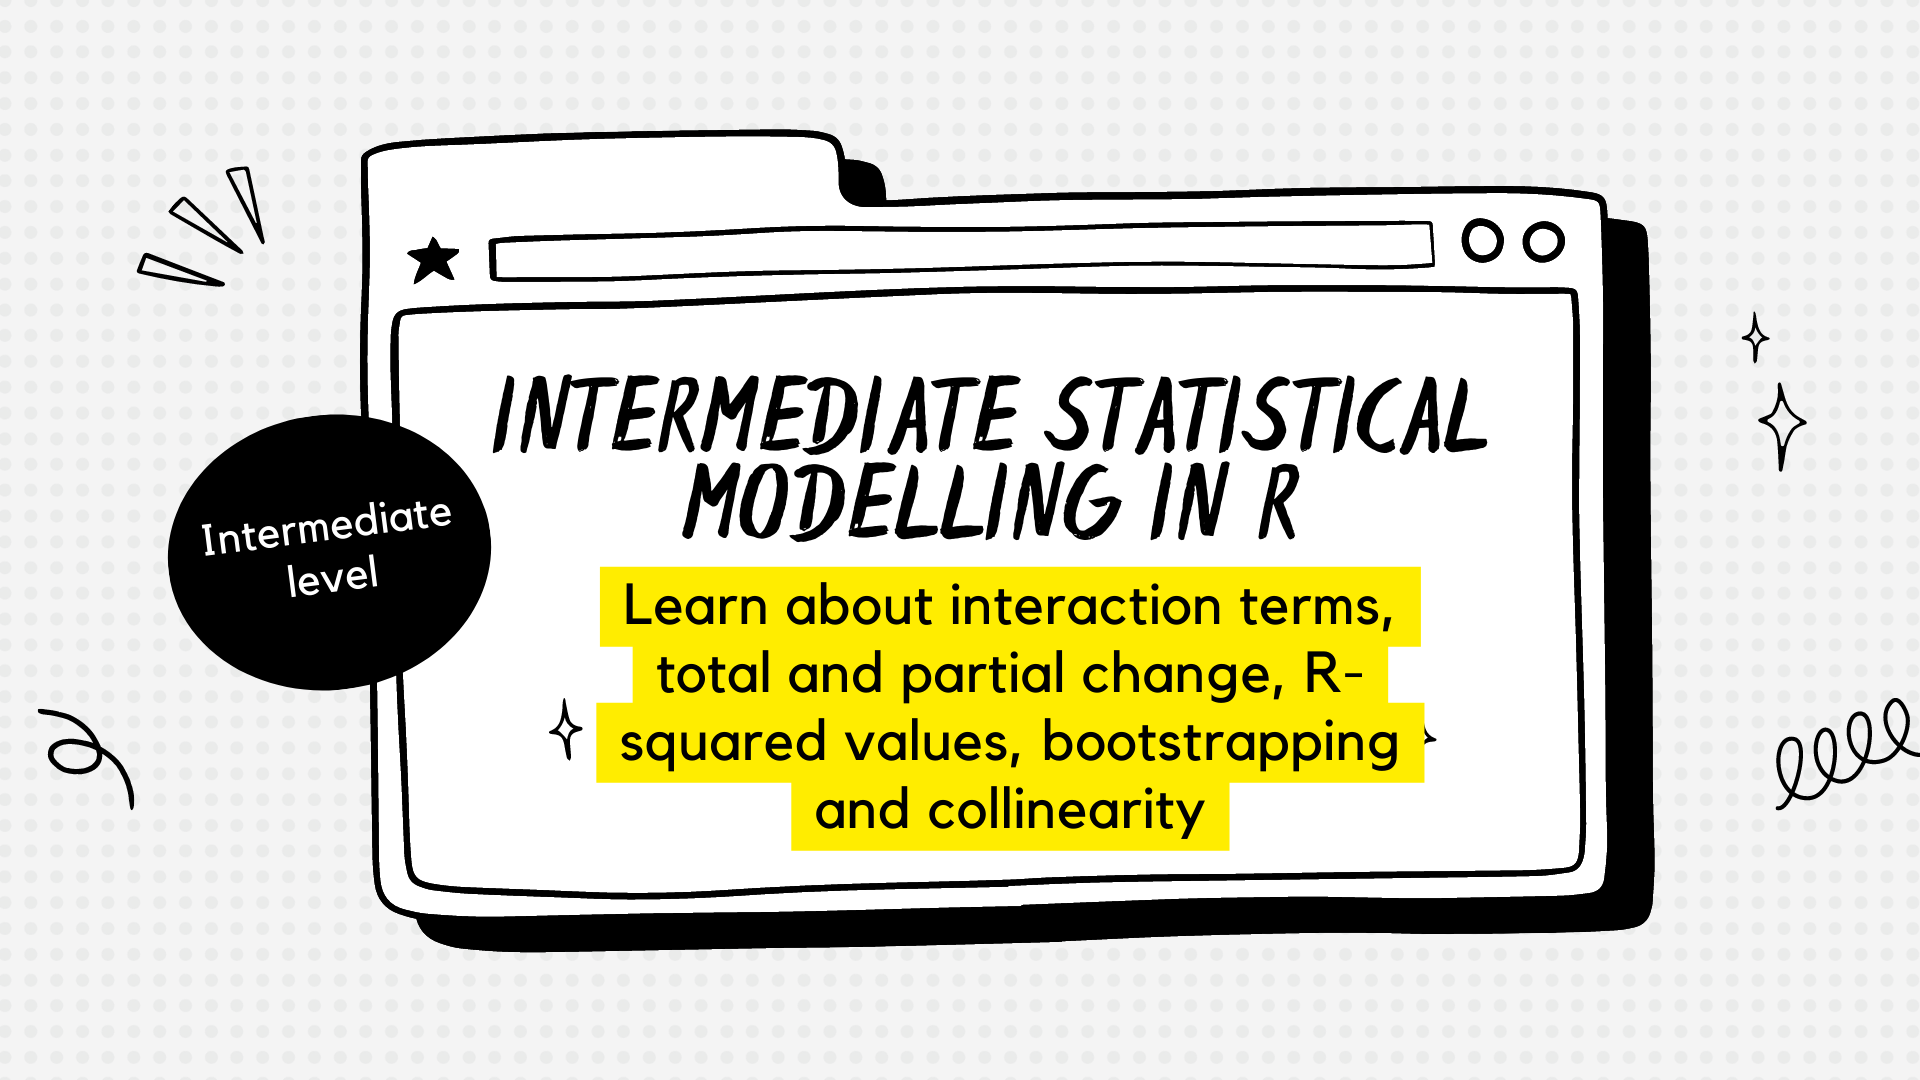 INTERMEDIATE STATISTICAL
MODELLING IN R
Intermediate
level
Learn about interaction terms,
total and partial change, R-
squared values, bootstrapping
and collinearity